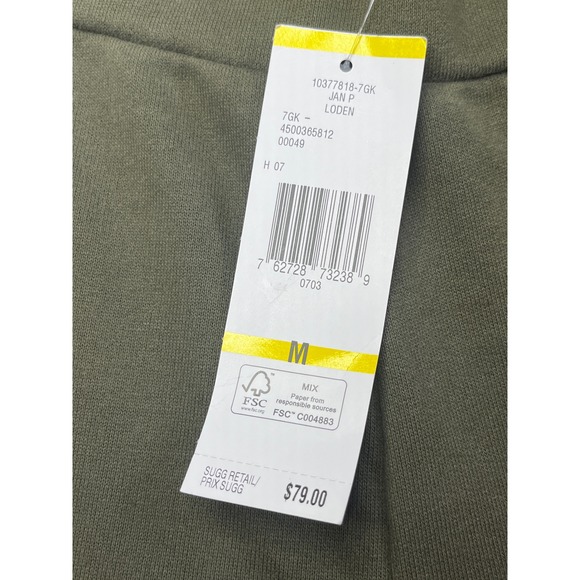 10377818-7GK
JAN P
LODEN
7GK –
4500365812
00049
H 07
7 62728 73238 9
0703
M
FSC
www.fsc.org
MIX
Paper from
responsible sources
FSC™ C004883
SUGG RETAIL/
PRIX SUGG
$79.00